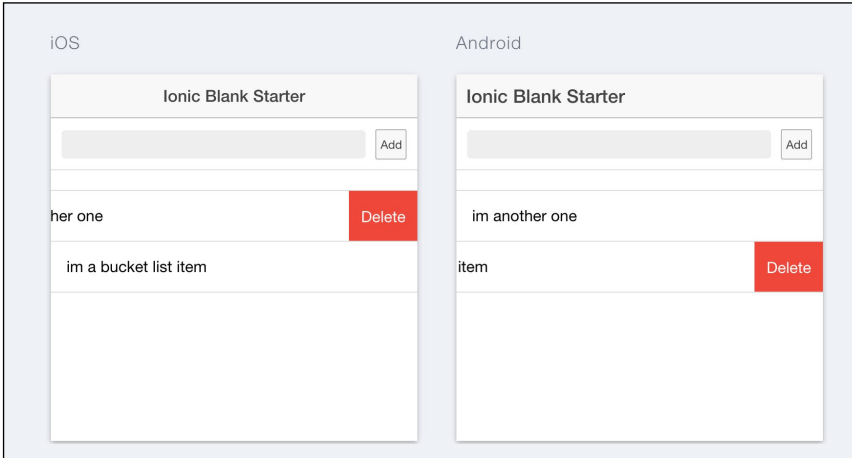 iOS
Ionic Blank Starter
Add
her one
Delete
im a bucket list item
Android
Ionic Blank Starter
Add
im another one
item
Delete